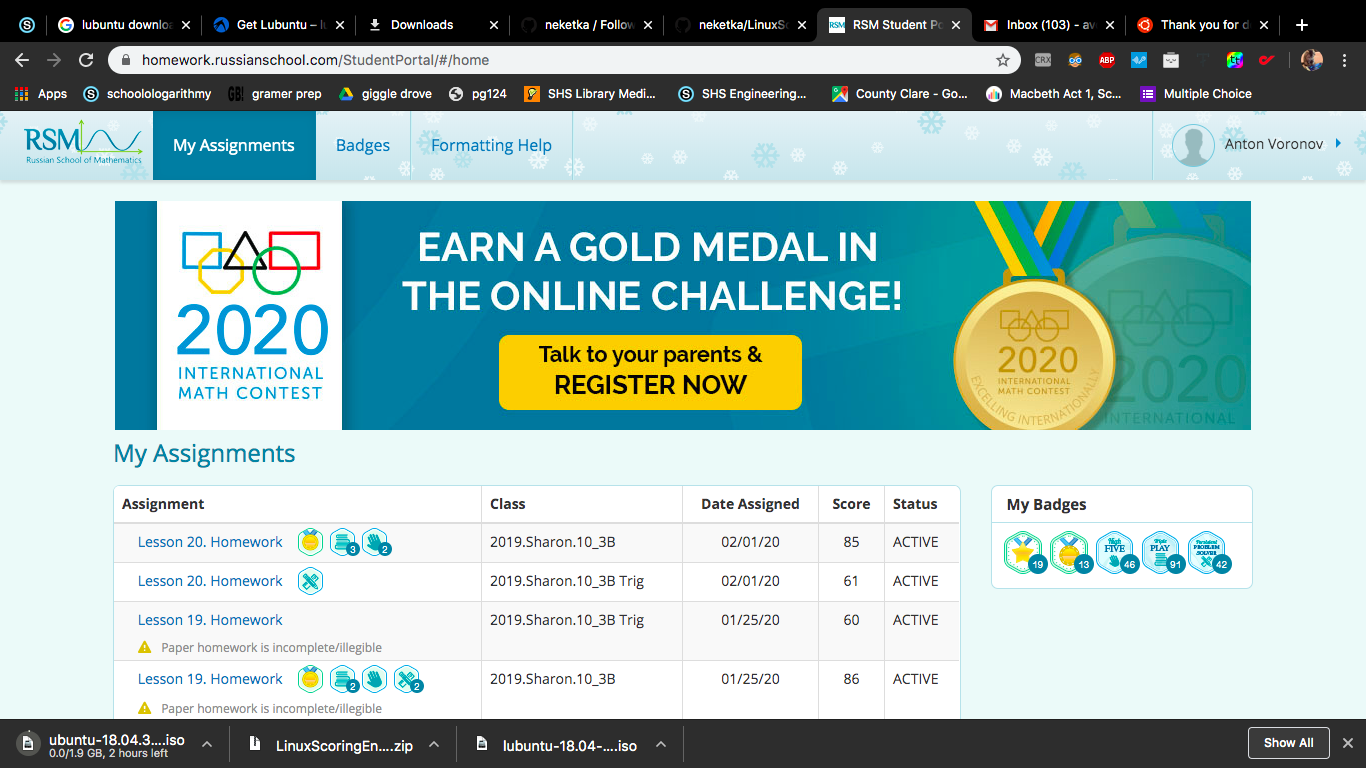 lubuntu downlo
Get Lubuntu – l
Downloads
neketka / Follow
neketka/LinuxSc
RSM Student Po
Inbox (103) - av
Thank you for d
homework.russianschool.com/StudentPortal/#/home
CRX
ABP
Apps
schoolologarithmy
GB!
gramer prep
giggle drove
pg124
SHS Library Medi...
SHS Engineering...
County Clare - Go...
Macbeth Act 1, Sc...
Multiple Choice
RSM
Russian School of Mathematics
My Assignments
Badges
Formatting Help
Anton Voronov
2020
INTERNATIONAL
MATH CONTEST
EARN A GOLD MEDAL IN
THE ONLINE CHALLENGE!
Talk to your parents &
REGISTER NOW
2020
INTERNATIONAL
MATH CONTEST
EXCELLING INTERNATIONALLY
2020
INTERNATIONAL
My Assignments
Assignment Class Date Assigned Score Status
Lesson 20. Homework 3 2 2019.Sharon.10_3B 02/01/20 85 ACTIVE
Lesson 20. Homework 2019.Sharon.10_3B Trig 02/01/20 61 ACTIVE
Lesson 19. Homework 2019.Sharon.10_3B Trig 01/25/20 60 ACTIVE
Paper homework is incomplete/illegible
Lesson 19. Homework 2 2 2019.Sharon.10_3B 01/25/20 86 ACTIVE
Paper homework is incomplete/illegible
My Badges
19
13
High
FIVE
46
Triple
PLAY
91
Persistent
PROBLEM
SOLVER
42
ubuntu-18.04.3....iso
0.0/1.9 GB, 2 hours left
LinuxScoringEn....zip
lubuntu-18.04-....iso
Show All